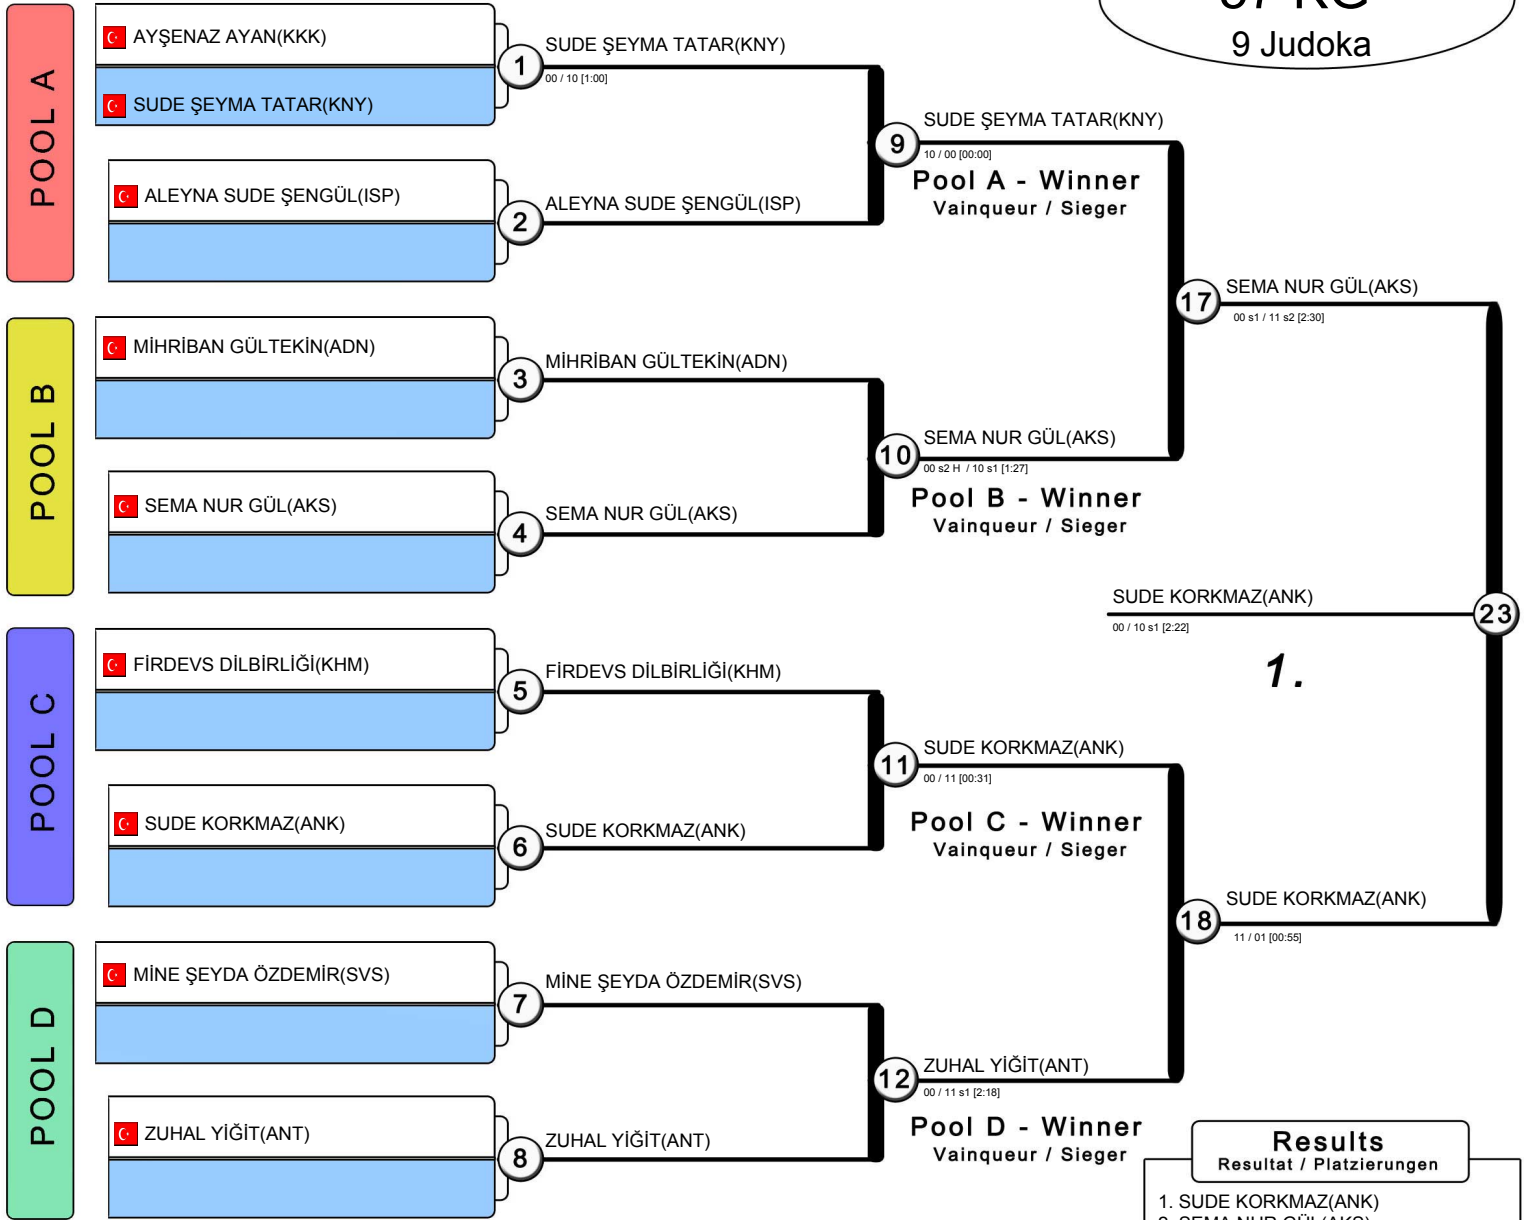 KG
9 Judoka
POOL A
AYŞENAZ AYAN(KKK)
SUDE ŞEYMA TATAR(KNY)
1
SUDE ŞEYMA TATAR(KNY)
00 / 10 [1:00]
ALEYNA SUDE ŞENGÜL(ISP)
2
ALEYNA SUDE ŞENGÜL(ISP)
9
SUDE ŞEYMA TATAR(KNY)
10 / 00 [00:00]
Pool A - Winner
Vainqueur / Sieger
POOL B
MİHRİBAN GÜLTEKİN(ADN)
3
MİHRİBAN GÜLTEKİN(ADN)
SEMA NUR GÜL(AKS)
4
SEMA NUR GÜL(AKS)
10
SEMA NUR GÜL(AKS)
00 s2 H / 10 s1 [1:27]
Pool B - Winner
Vainqueur / Sieger
17
SEMA NUR GÜL(AKS)
00 s1 / 11 s2 [2:30]
POOL C
FİRDEVS DİLBİRLİĞİ(KHM)
5
FİRDEVS DİLBİRLİĞİ(KHM)
SUDE KORKMAZ(ANK)
6
SUDE KORKMAZ(ANK)
11
SUDE KORKMAZ(ANK)
00 / 11 [00:31]
Pool C - Winner
Vainqueur / Sieger
SUDE KORKMAZ(ANK)
00 / 10 s1 [2:22]
23
1.
POOL D
MİNE ŞEYDA ÖZDEMİR(SVS)
7
MİNE ŞEYDA ÖZDEMİR(SVS)
ZUHAL YİĞİT(ANT)
8
ZUHAL YİĞİT(ANT)
12
ZUHAL YİĞİT(ANT)
00 / 11 s1 [2:18]
Pool D - Winner
Vainqueur / Sieger
18
SUDE KORKMAZ(ANK)
11 / 01 [00:55]
Results
Resultat / Platzierungen
1. SUDE KORKMAZ(ANK)
2. SEMA NUR GÜL(AKS)